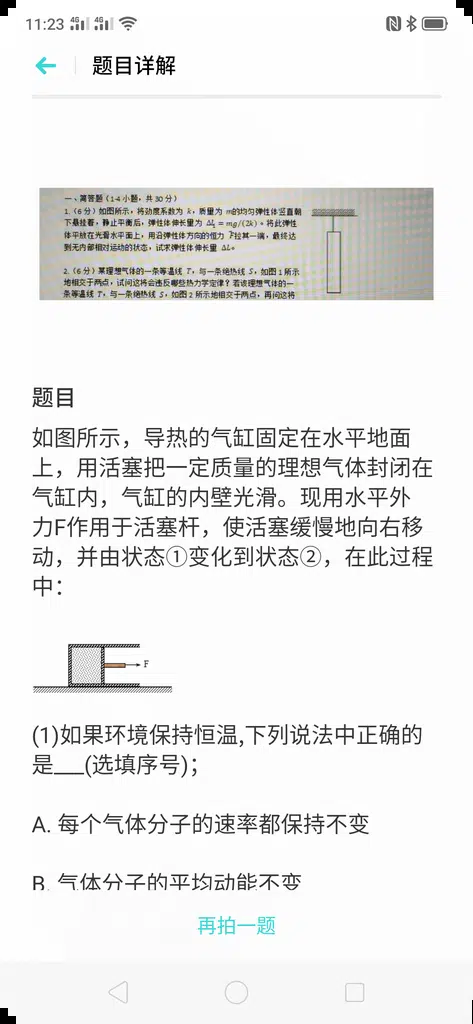 11:23
题目详解
一、简答题(1-4 小题,共 30 分)
1.(6 分)如图所示,将劲度系数为 k,质量为 m的均匀弹性体竖直朝
下悬挂着,静止平衡后,弹性体伸长量为 ΔL = mg/(2k)。将此弹性
体平放在光滑水平面上,用沿弹性体方向的恒力 F拉其一端,最终达
到无内部相对运动的状态,试求弹性体伸长量 ΔL。
2.(6 分)某理想气体的一条等温线 T,与一条绝热线 S,如图 1 所示
地相交于两点,试问这将会违反哪些热力学定律?若该理想气体的一
条等温线 T,与一条绝热线 S,如图 2 所示地相交于两点,再问这将
题目
如图所示,导热的气缸固定在水平地面
上,用活塞把一定质量的理想气体封闭在
气缸内,气缸的内壁光滑。现用水平外
力F作用于活塞杆,使活塞缓慢地向右移
动,并由状态①变化到状态②,在此过程
中:
F
(1)如果环境保持恒温,下列说法中正确的
是___(选填序号);
A. 每个气体分子的速率都保持不变
B. 气体分子的平均动能不变
再拍一题